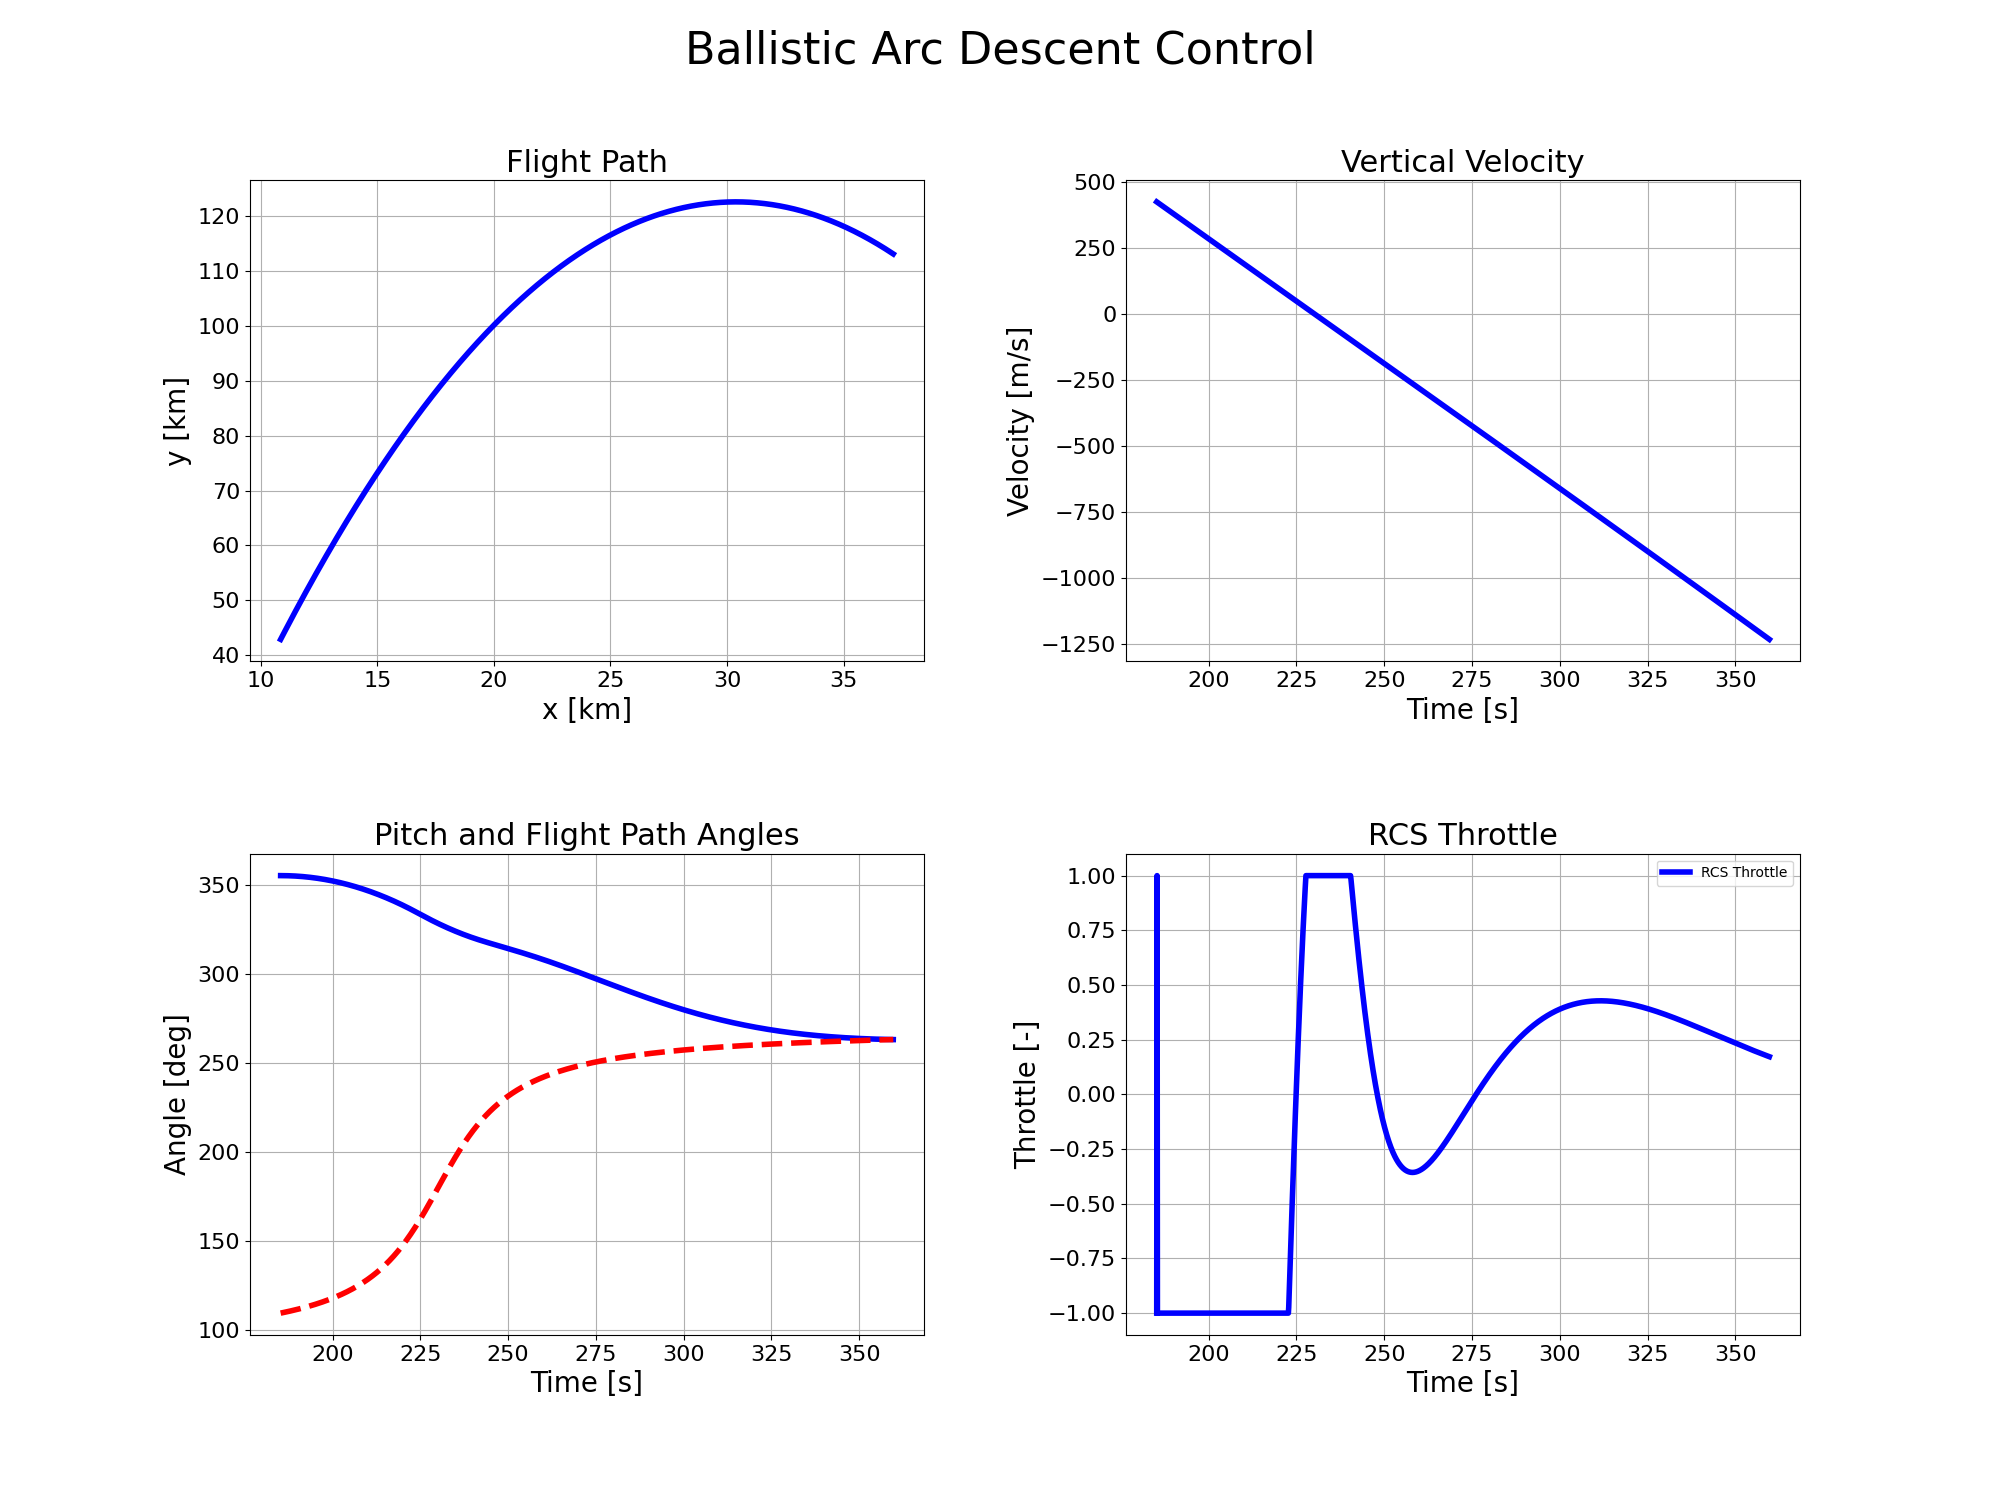 Ballistic Arc Descent Control
Flight Path
120
110
100
90
80
70
60
50
40
y [km]
10 15 20 25 30 35
x [km]
Vertical Velocity
500
250
0
−250
−500
−750
−1000
−1250
Velocity [m/s]
200 225 250 275 300 325 350
Time [s]
Pitch and Flight Path Angles
350
300
250
200
150
100
Angle [deg]
200 225 250 275 300 325 350
Time [s]
RCS Throttle
RCS Throttle
1.00
0.75
0.50
0.25
0.00
−0.25
−0.50
−0.75
−1.00
Throttle [-]
200 225 250 275 300 325 350
Time [s]